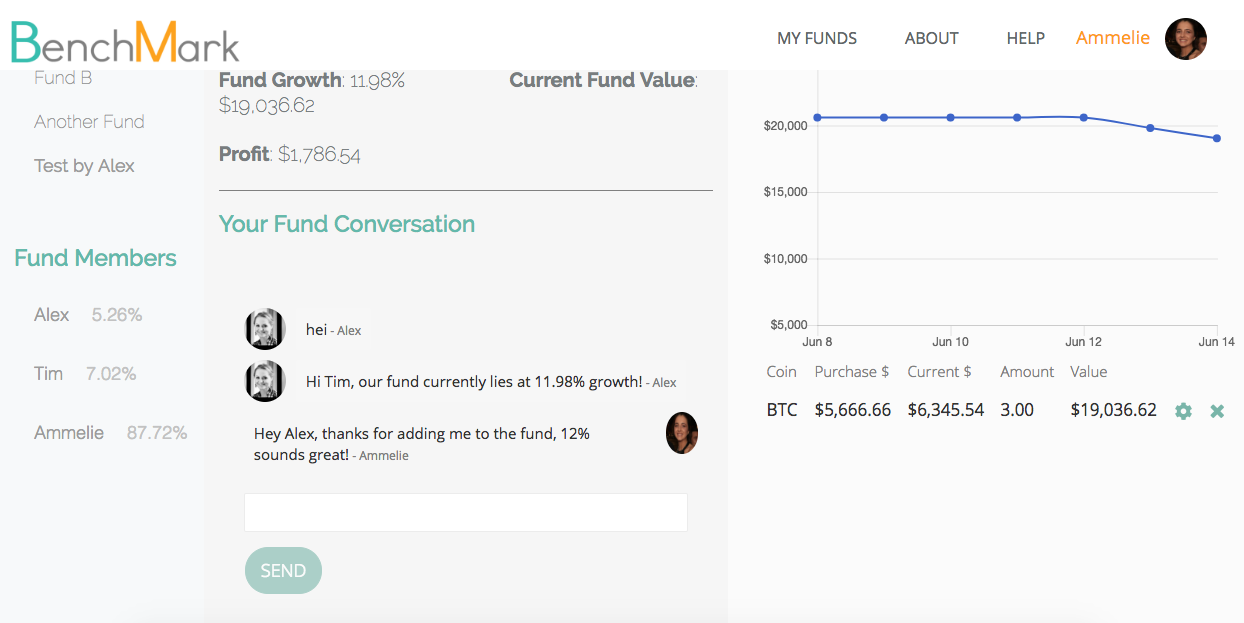 BenchMark
MY FUNDS
ABOUT
HELP
Ammelie
Fund B
Another Fund
Test by Alex
Fund Members
Alex 5.26%
Tim 7.02%
Ammelie 87.72%
Fund Growth: 11.98% Current Fund Value:
$19,036.62
Profit: $1,786.54
Your Fund Conversation
hei - Alex
Hi Tim, our fund currently lies at 11.98% growth! - Alex
Hey Alex, thanks for adding me to the fund, 12%
sounds great! - Ammelie
SEND
$20,000
$15,000
$10,000
$5,000
Jun 8 Jun 10 Jun 12 Jun 14
Coin Purchase $ Current $ Amount Value
BTC $5,666.66 $6,345.54 3.00 $19,036.62